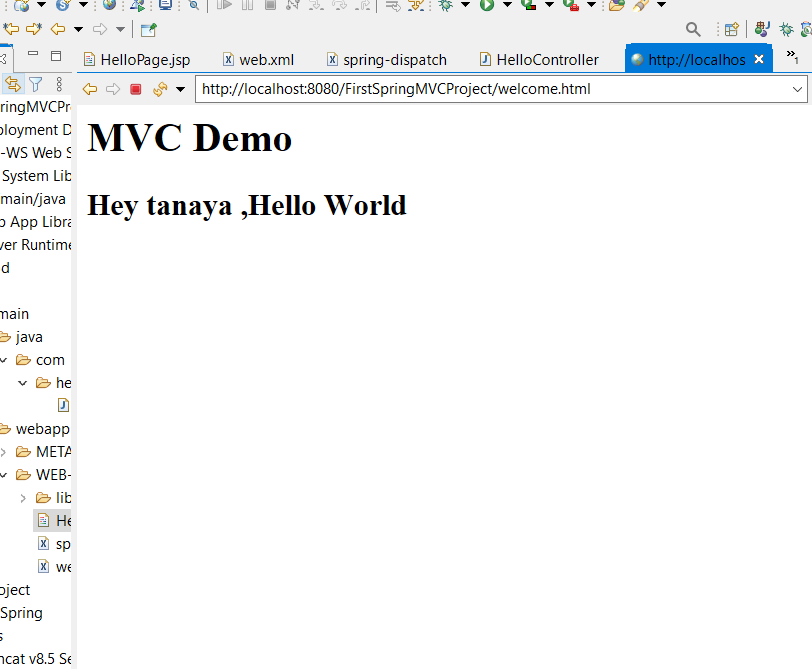 HelloPage.jsp web.xml spring-dispatch HelloController http://localhos »1
http://localhost:8080/FirstSpringMVCProject/welcome.html
MVC Demo
Hey tanaya ,Hello World
ringMVCPr
ployment D
-WS Web S
System Lib
main/java
p App Libra
ver Runtime
d
main
java
com
he
webapp
META
WEB-
lib
He
sp
we
oject
Spring
s
mcat v8.5 Se